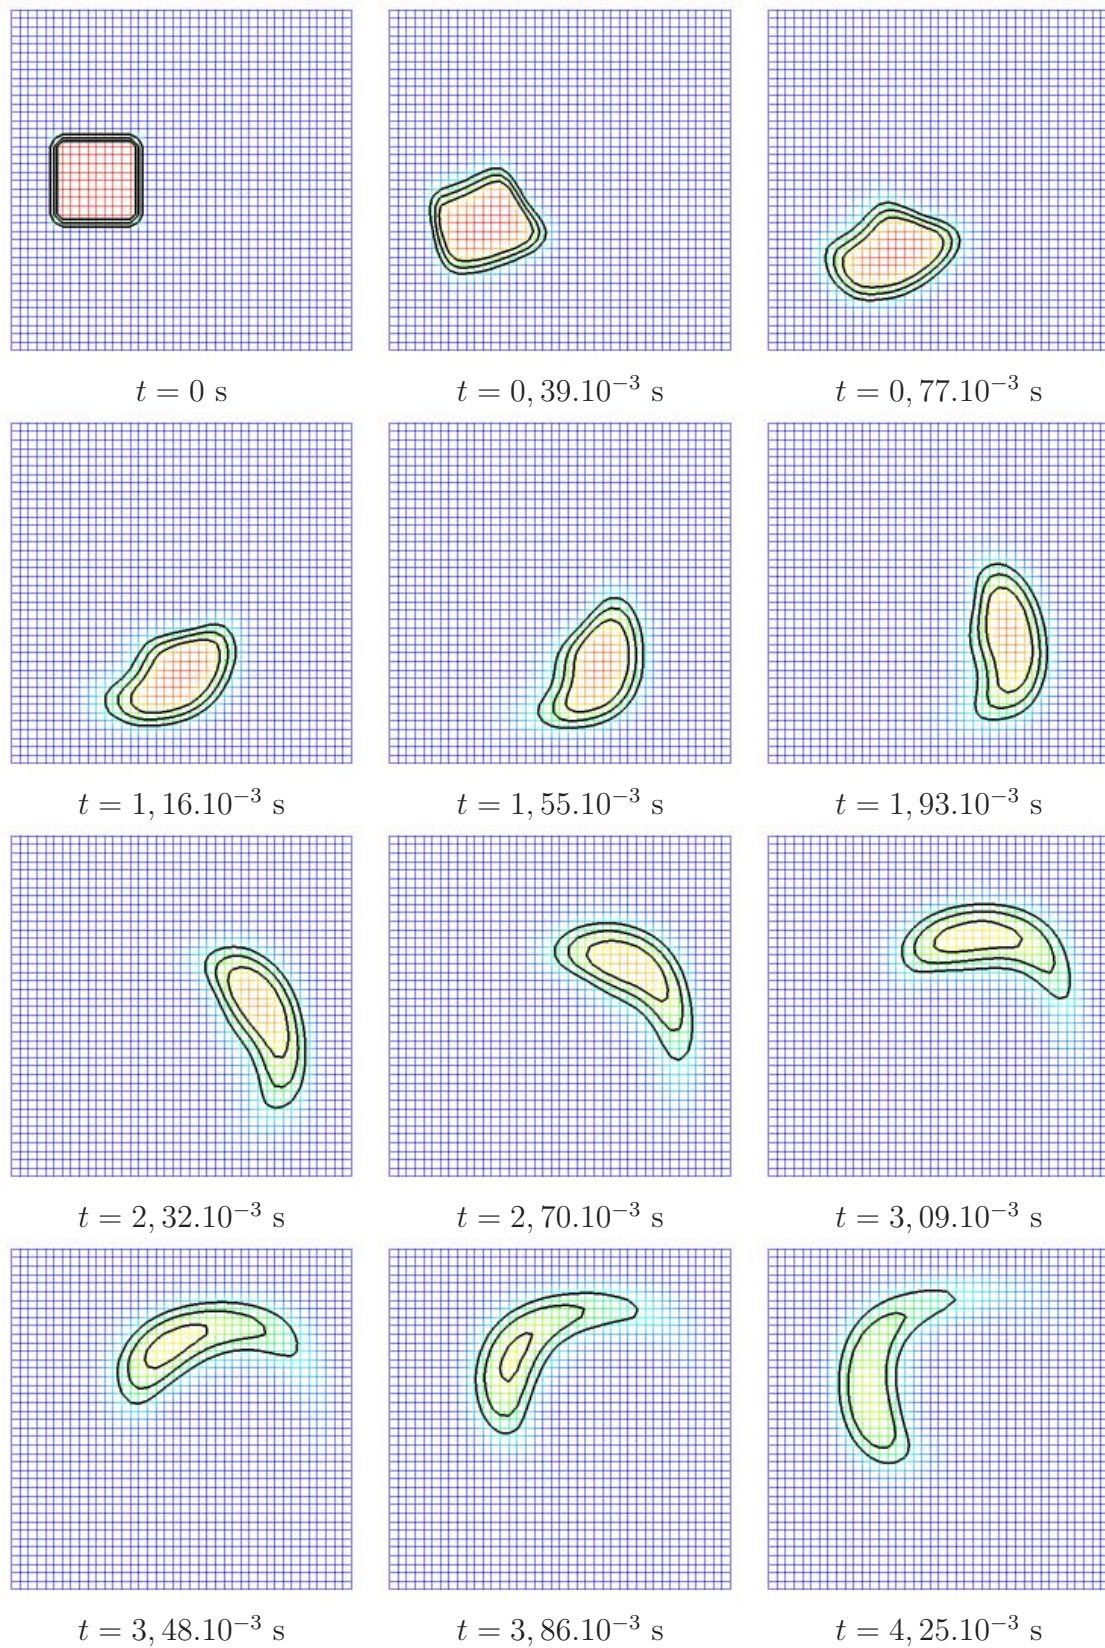 t = 0 s
t = 0, 39.10⁻³ s
t = 0, 77.10⁻³ s
t = 1, 16.10⁻³ s
t = 1, 55.10⁻³ s
t = 1, 93.10⁻³ s
t = 2, 32.10⁻³ s
t = 2, 70.10⁻³ s
t = 3, 09.10⁻³ s
t = 3, 48.10⁻³ s
t = 3, 86.10⁻³ s
t = 4, 25.10⁻³ s